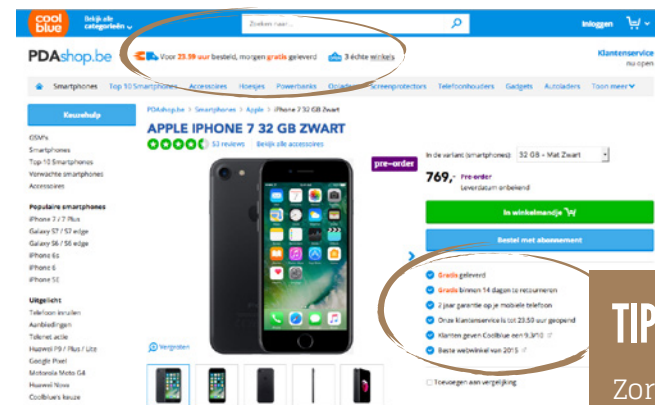 cool
blue
Bekijk alle
categorieën
Zoeken naar...
Inloggen
PDAshop.be
Voor 23.59 uur besteld, morgen gratis geleverd
3 échte winkels
Klantenservice
nu open
Smartphones Top 10 Smartphones Accessoires Hoesjes Powerbanks Opladers Screenprotectors Telefoonhouders Gadgets Autoladers Toon meer
Keuzehulp
PDAshop.be > Smartphones > Apple > iPhone 7 32 GB Zwart
APPLE IPHONE 7 32 GB ZWART
53 reviews Bekijk alle accessoires
GSM's
Smartphones
Top 10 Smartphones
Verwachte smartphones
Accessoires
Populaire smartphones
iPhone 7 / 7 Plus
Galaxy S7 / S7 edge
Galaxy S6 / S6 edge
iPhone 6s
iPhone 6
iPhone SE
Uitgelicht
Telefoon inruilen
Aanbiedingen
Telenet actie
Huawei P9 / Plus / Lite
Google Pixel
Motorola Moto G4
Huawei Nova
Coolblue's keuze
Vergroten
pre-order
In de variant (smartphones): 32 GB - Mat Zwart
769,- Pre-order
Leverdatum onbekend
In winkelmandje
Bestel met abonnement
Gratis geleverd
Gratis binnen 14 dagen te retourneren
2 jaar garantie op je mobiele telefoon
Onze klantenservice is tot 23.59 uur geopend
Klanten geven Coolblue een 9,3/10
Beste webwinkel van 2015
Toevoegen aan vergelijking
TIP
Zor